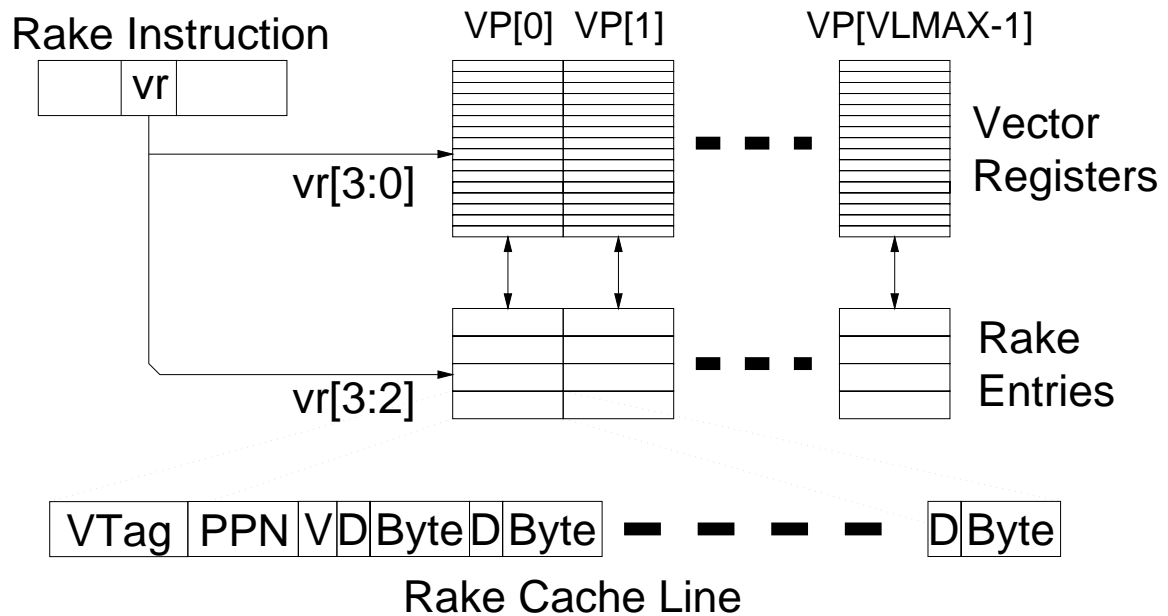 Rake Instruction
vr
VP[0] VP[1] VP[VLMAX-1]
Vector
Registers
vr[3:0]
Rake
Entries
vr[3:2]
VTag PPN V D Byte D Byte D Byte
Rake Cache Line